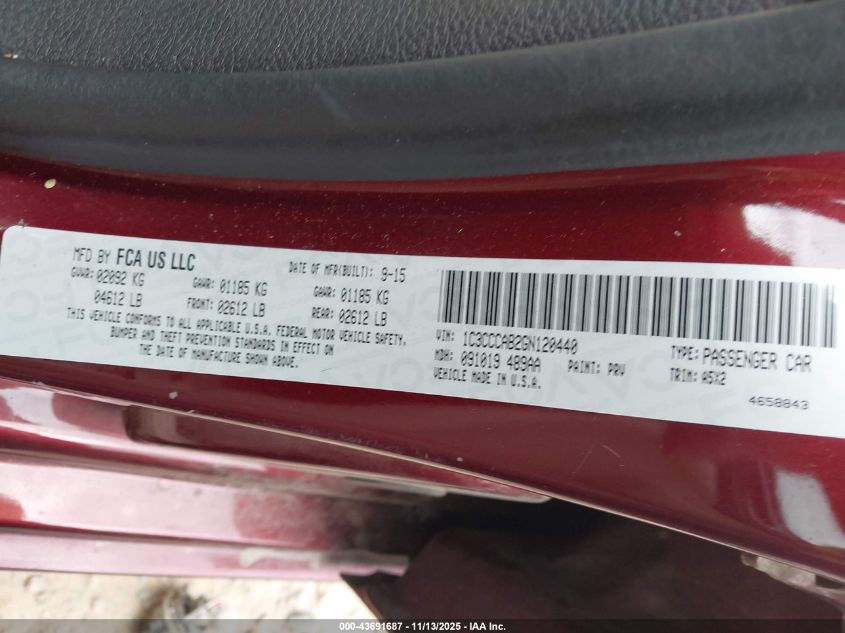 MFD BY FCA US LLC DATE OF MFR(BUILT): 9-15
GVWR: 02092 KG GAWR: 01185 KG GAWR: 01185 KG
04612 LB FRONT: 02612 LB REAR: 02612 LB
THIS VEHICLE CONFORMS TO ALL APPLICABLE U.S.A. FEDERAL MOTOR VEHICLE SAFETY,
BUMPER AND THEFT PREVENTION STANDARDS IN EFFECT ON
THE DATE OF MANUFACTURE SHOWN ABOVE.
VIN: 1C3CCCAB2GN120440 TYPE: PASSENGER CAR
MDH: 091019 489AA PAINT: PRV TRIM: A5X2
VEHICLE MADE IN U.S.A.
4658843
000-43691687 - 11/13/2025 - IAA Inc.